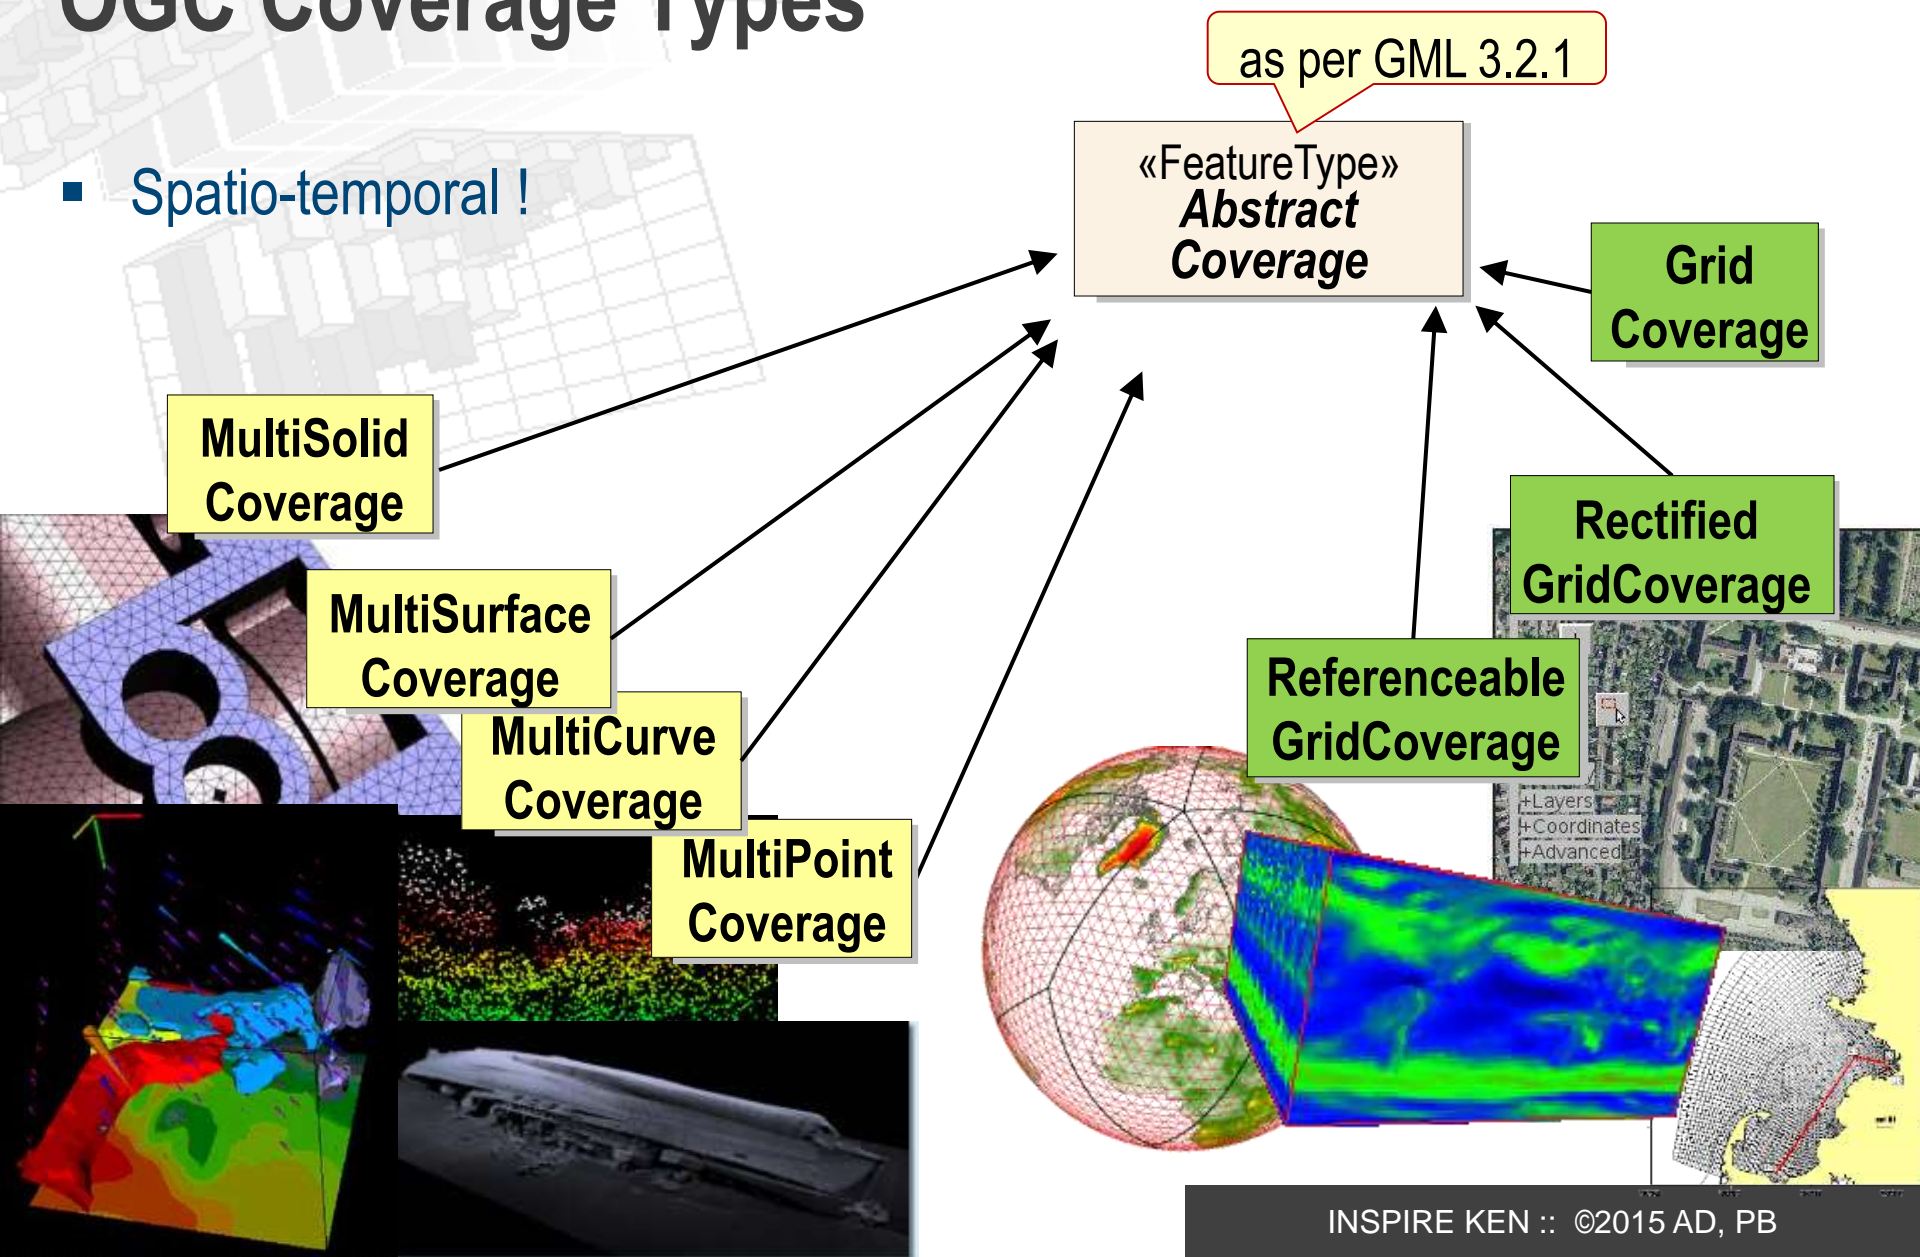 OGC Coverage Types
as per GML 3.2.1
▪ Spatio-temporal !
«FeatureType»
Abstract
Coverage
Grid
Coverage
MultiSolid
Coverage
Rectified
GridCoverage
MultiSurface
Coverage
Referenceable
GridCoverage
MultiCurve
Coverage
MultiPoint
Coverage
+Layers
+Coordinates
+Advanced
INSPIRE KEN :: ©2015 AD, PB